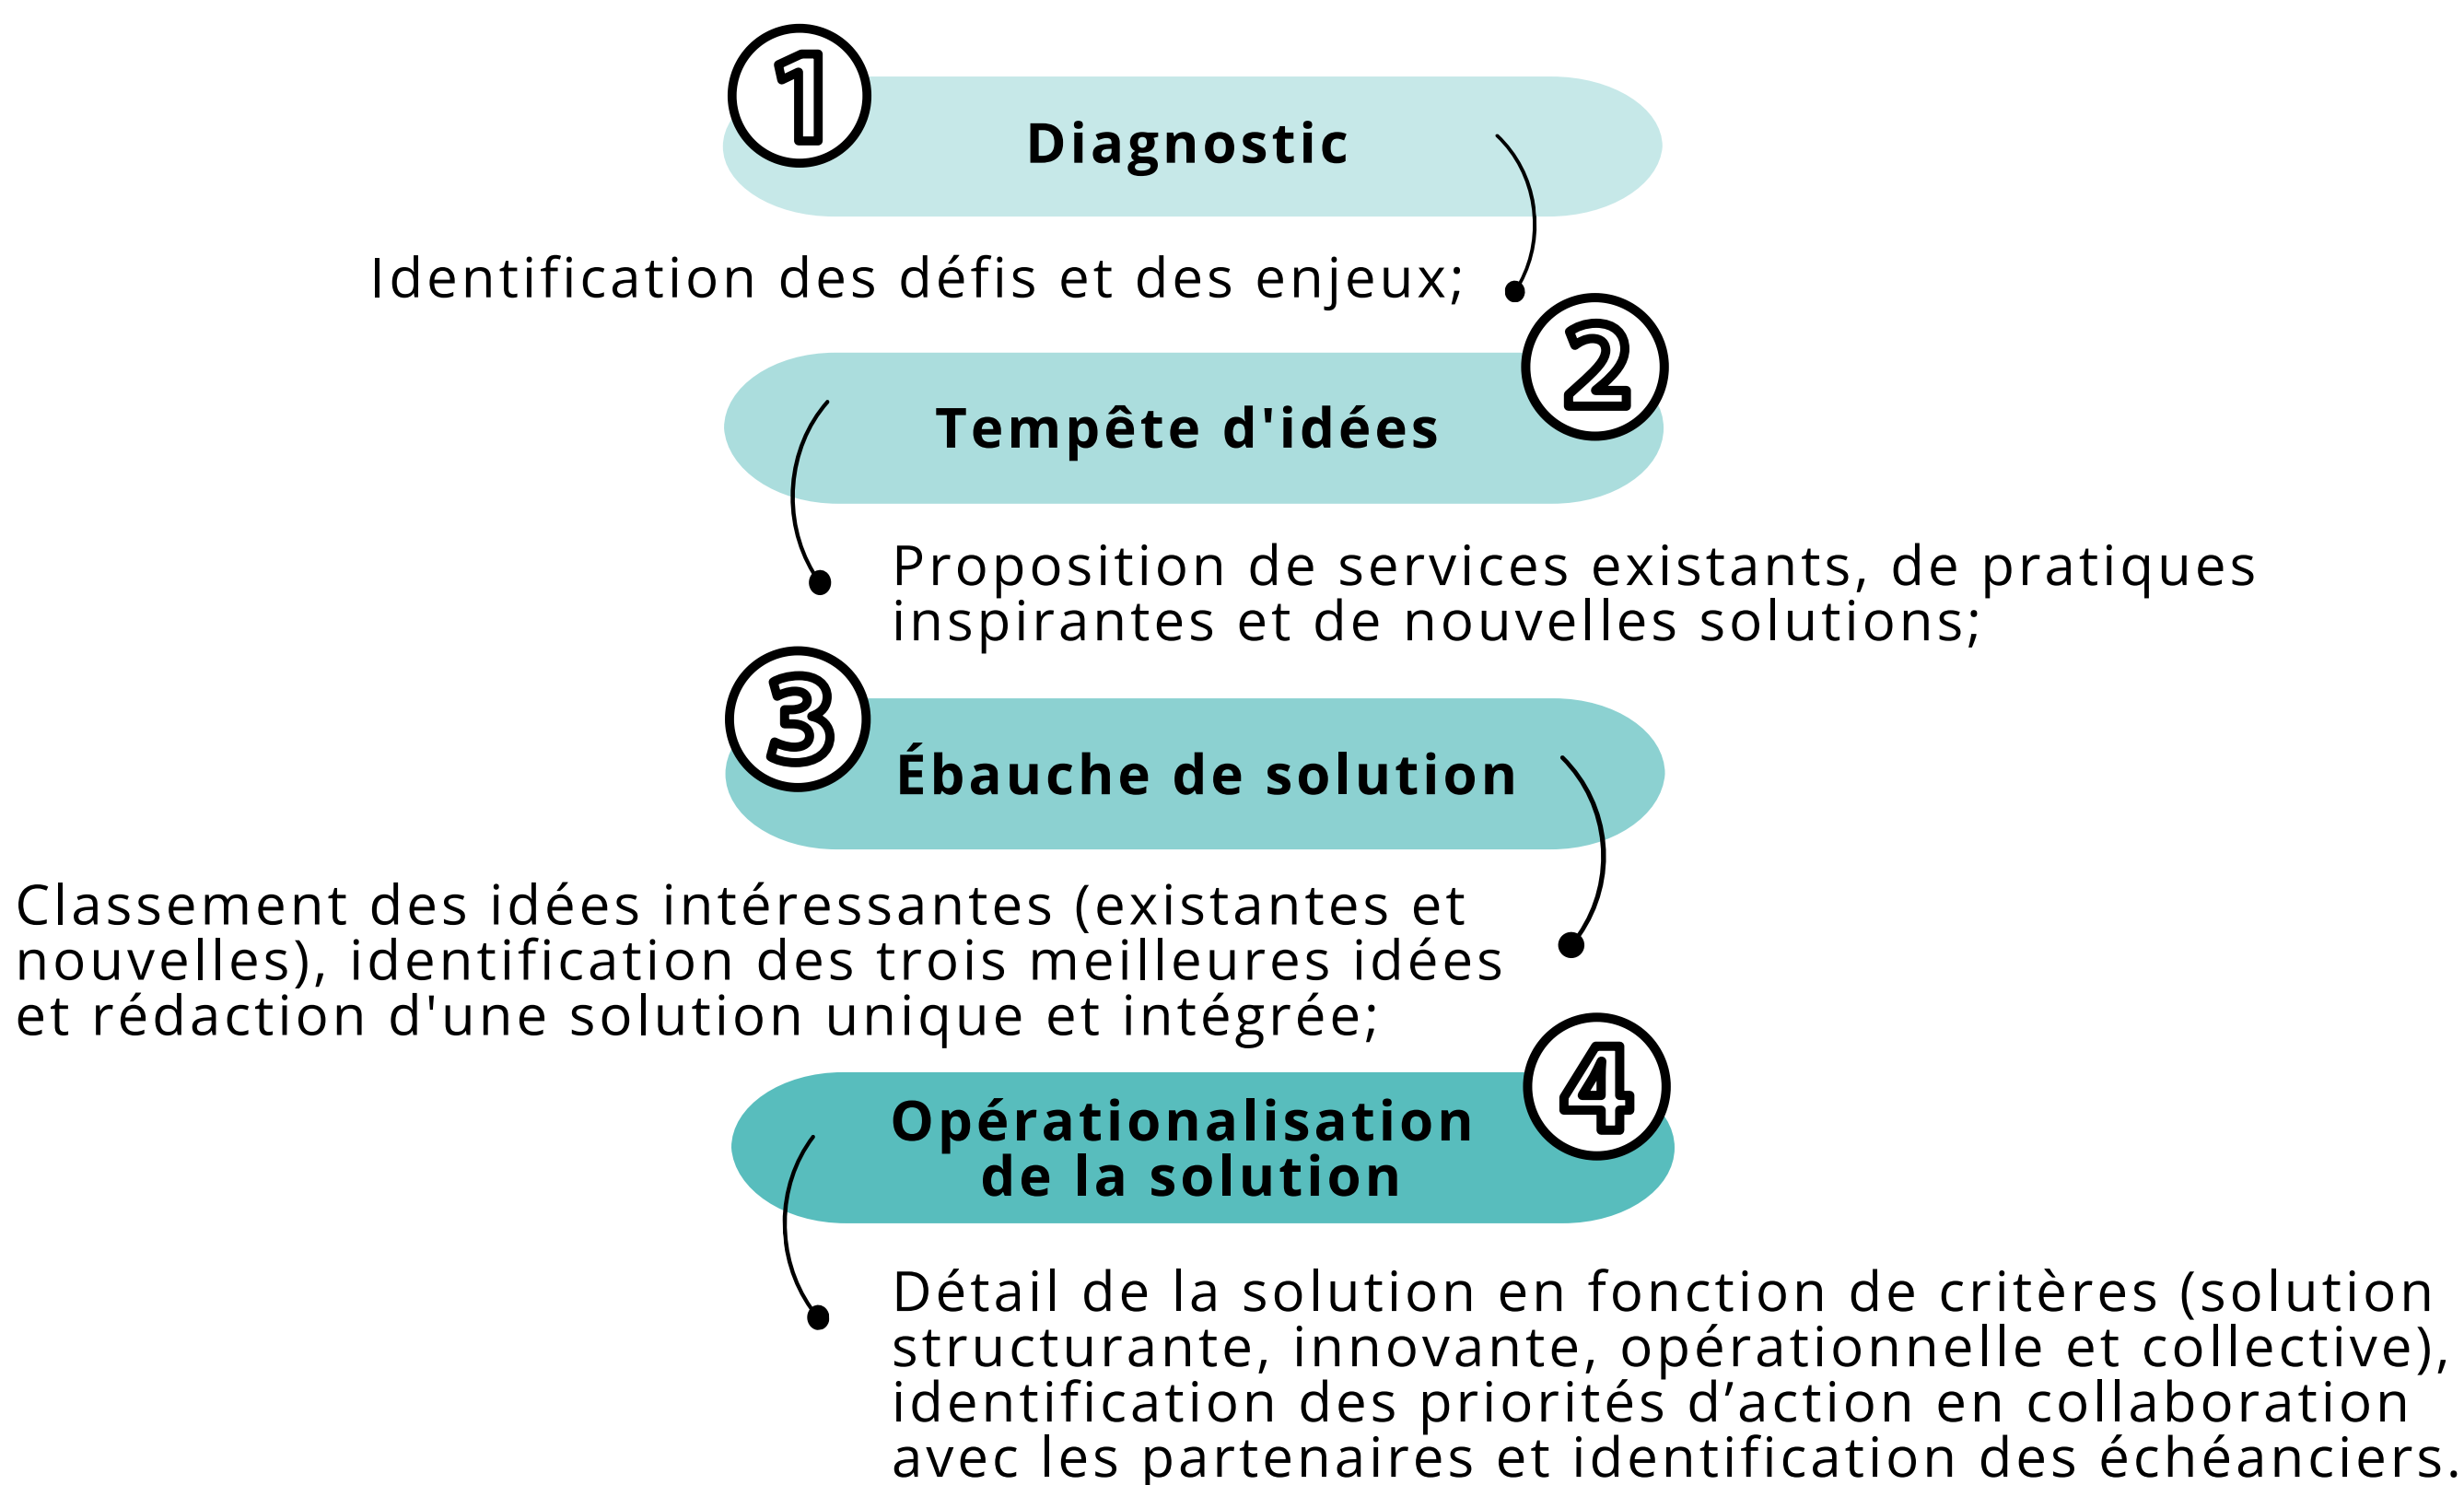 1
Diagnostic
Identification des défis et des enjeux;
2
Tempête d'idées
Proposition de services existants, de pratiques
inspirantes et de nouvelles solutions;
3
Ébauche de solution
Classement des idées intéressantes (existantes et
nouvelles), identification des trois meilleures idées
et rédaction d'une solution unique et intégrée;
4
Opérationalisation
de la solution
Détail de la solution en fonction de critères (solution
structurante, innovante, opérationnelle et collective),
identification des priorités d’action en collaboration
avec les partenaires et identification des échéanciers.